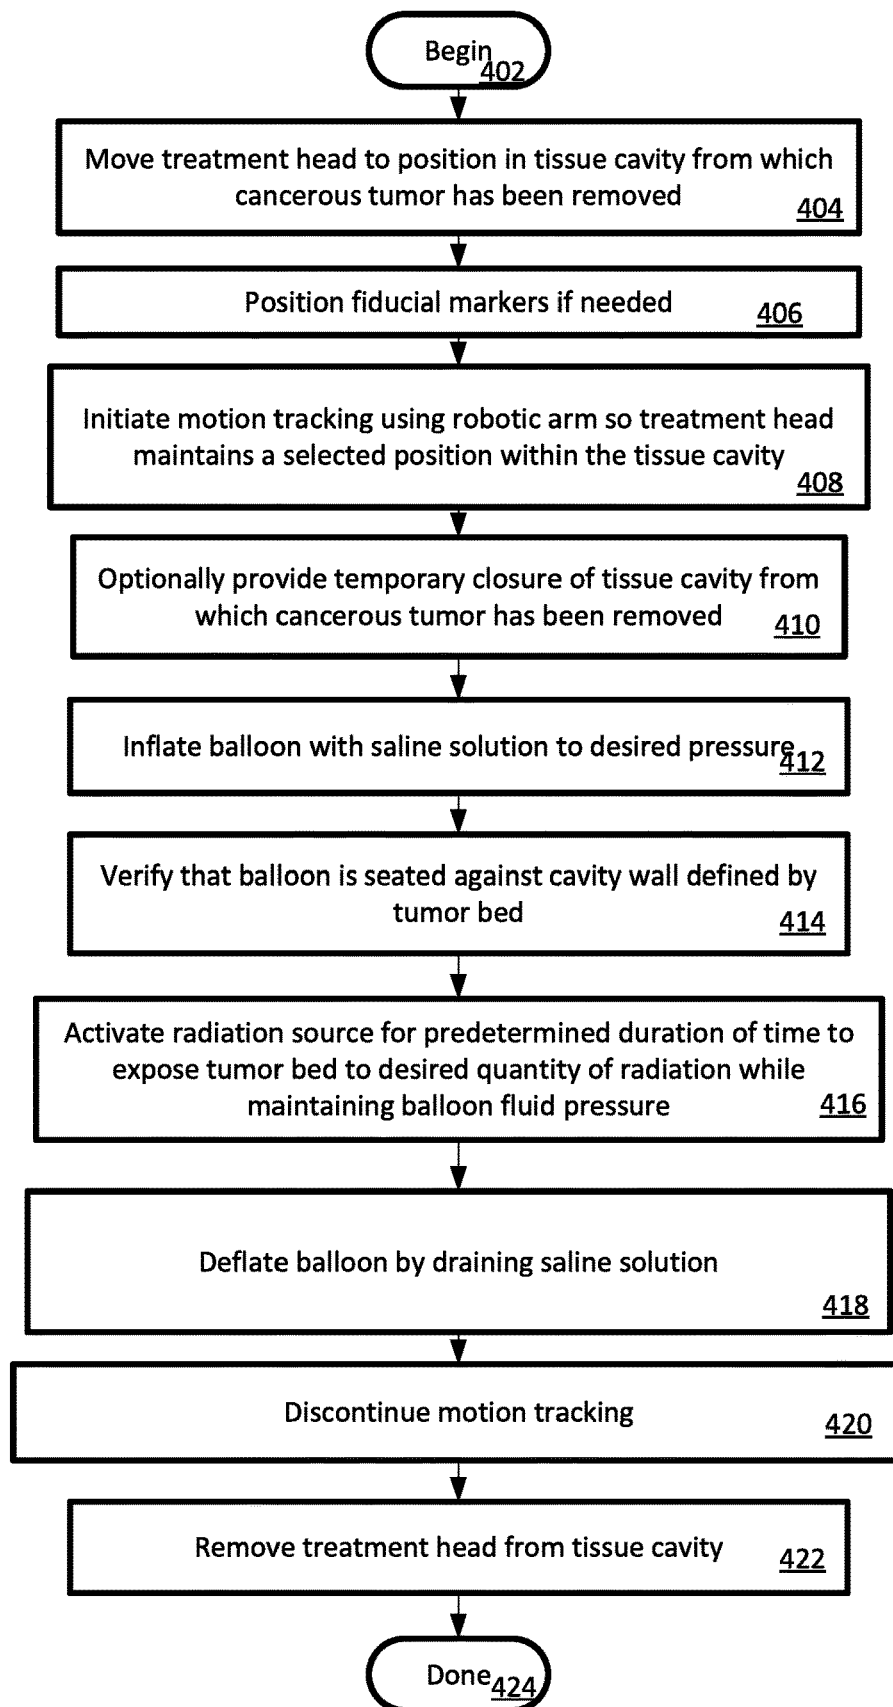 Begin
402
Move treatment head to position in tissue cavity from which
cancerous tumor has been removed
404
Position fiducial markers if needed
406
Initiate motion tracking using robotic arm so treatment head
maintains a selected position within the tissue cavity
408
Optionally provide temporary closure of tissue cavity from
which cancerous tumor has been removed
410
Inflate balloon with saline solution to desired pressure
412
Verify that balloon is seated against cavity wall defined by
tumor bed
414
Activate radiation source for predetermined duration of time to
expose tumor bed to desired quantity of radiation while
maintaining balloon fluid pressure
416
Deflate balloon by draining saline solution
418
Discontinue motion tracking
420
Remove treatment head from tissue cavity
422
Done
424